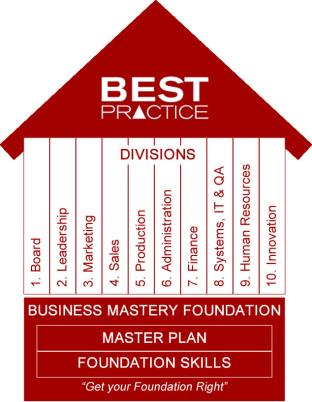 BEST
PRACTICE
DIVISIONS
1. Board
2. Leadership
3. Marketing
4. Sales
5. Production
6. Administration
7. Finance
8. Systems, IT & QA
9. Human Resources
10. Innovation
BUSINESS MASTERY FOUNDATION
MASTER PLAN
FOUNDATION SKILLS
“Get your Foundation Right”